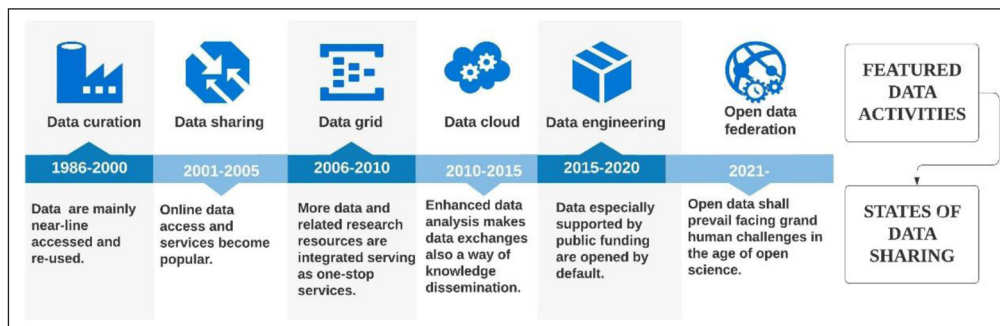 Data curation
Data sharing
Data grid
Data cloud
Data engineering
Open data
federation
FEATURED
DATA
ACTIVITIES
1986-2000
2001-2005
2006-2010
2010-2015
2015-2020
2021-
Data are mainly
near-line
accessed and
re-used.
Online data
access and
services become
popular.
More data and
related research
resources are
integrated serving
as one-stop
services.
Enhanced data
analysis makes
data exchanges
also a way of
knowledge
dissemination.
Data especially
supported by
public funding
are opened by
default.
Open data shall
prevail facing grand
human challenges in
the age of open
science.
STATES OF
DATA
SHARING